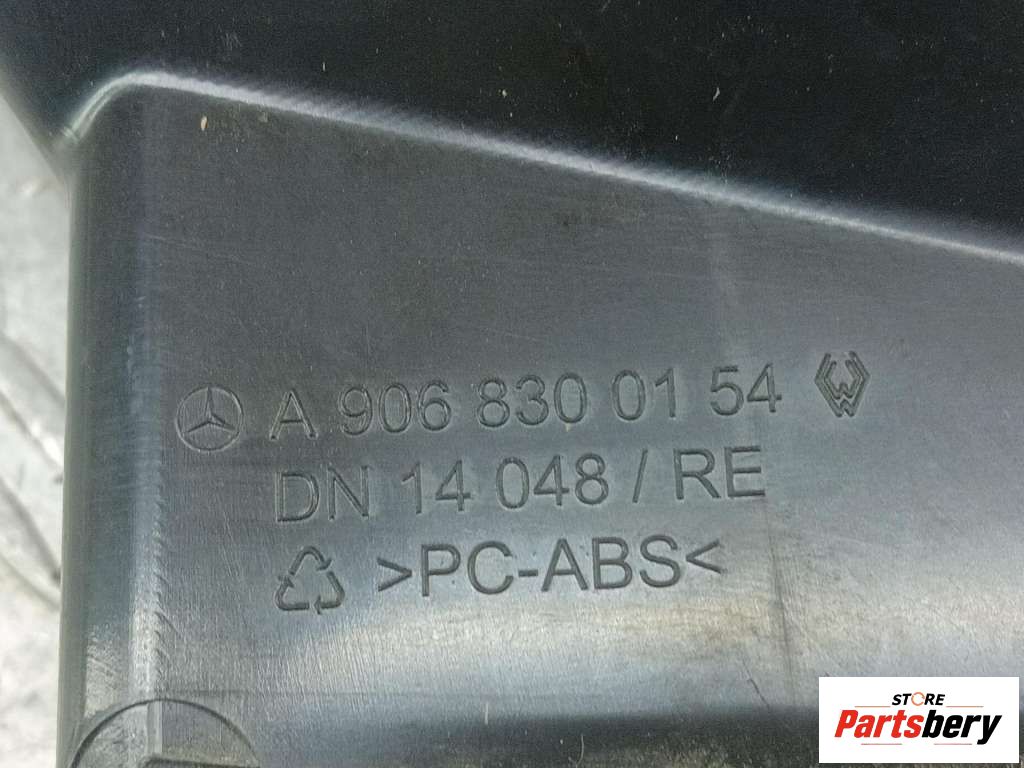 A 906 830 01 54
DN 14 048 / RE
>PC-ABS<
STORE
Partsbery